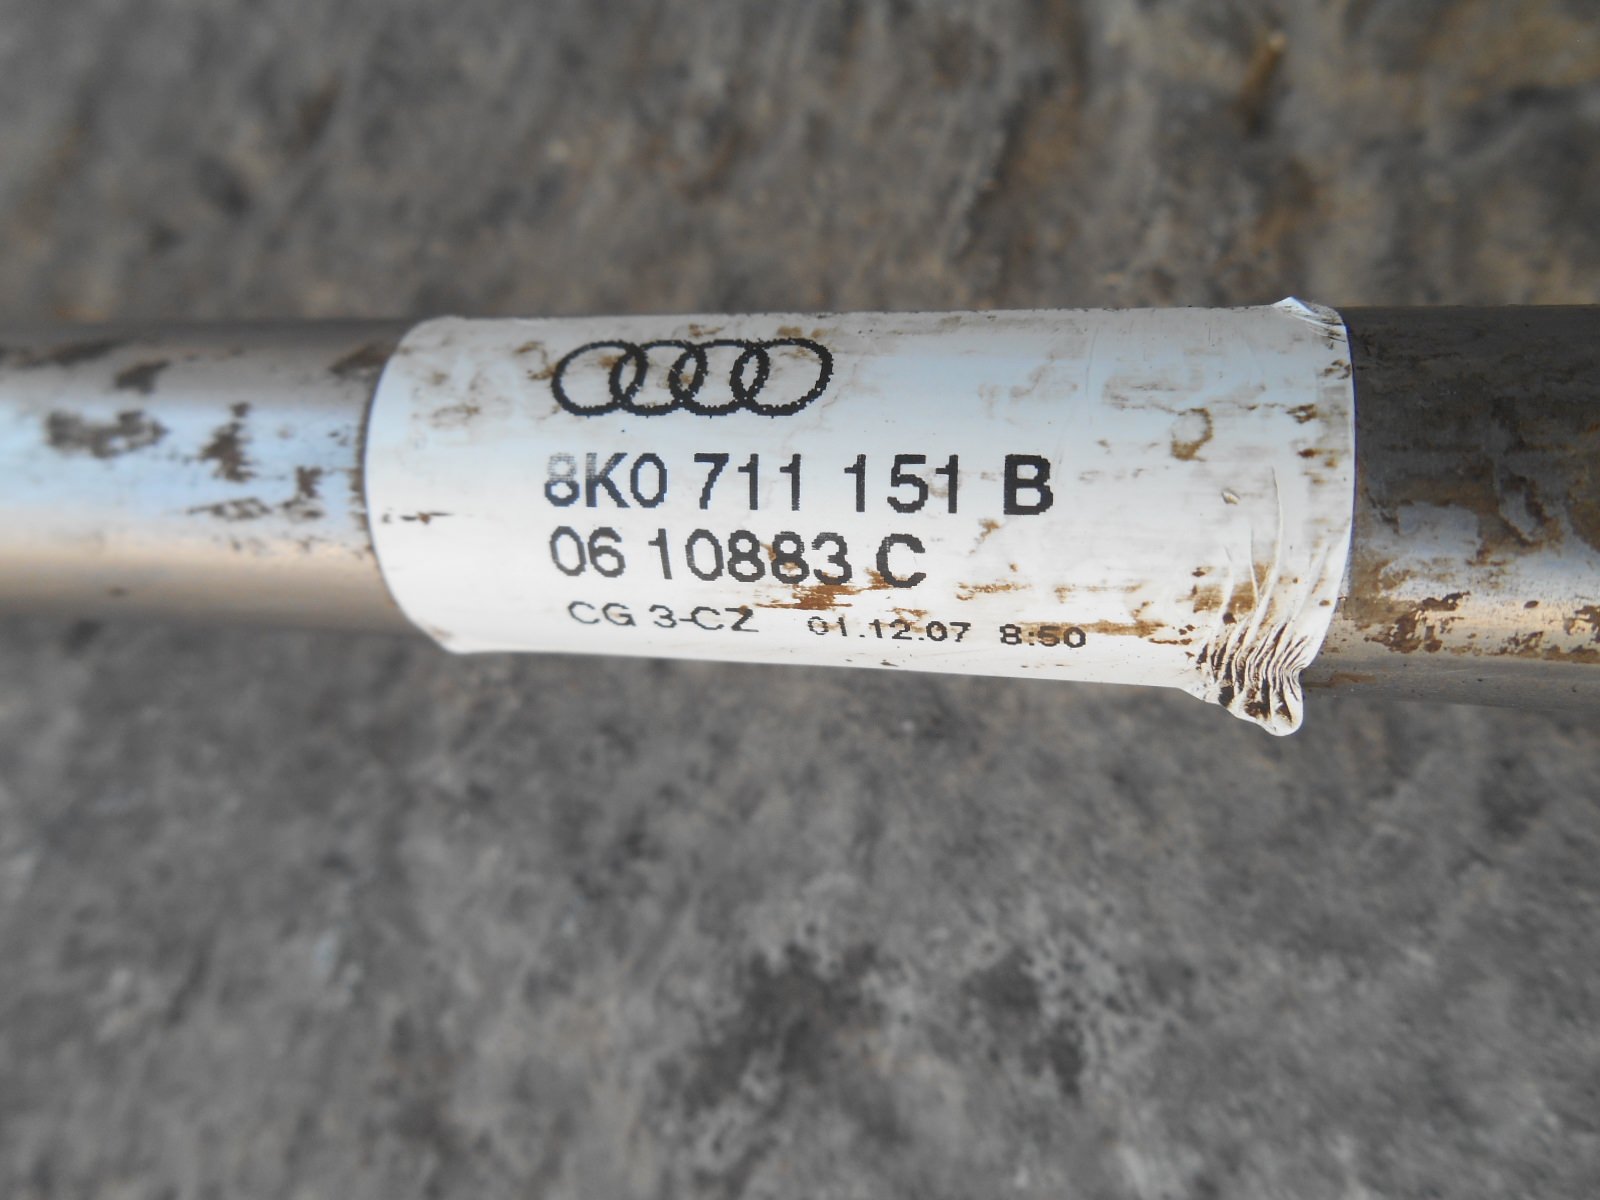 8K0 711 151 B
06 10883 C
CG 3-CZ 01.12.07 8:50